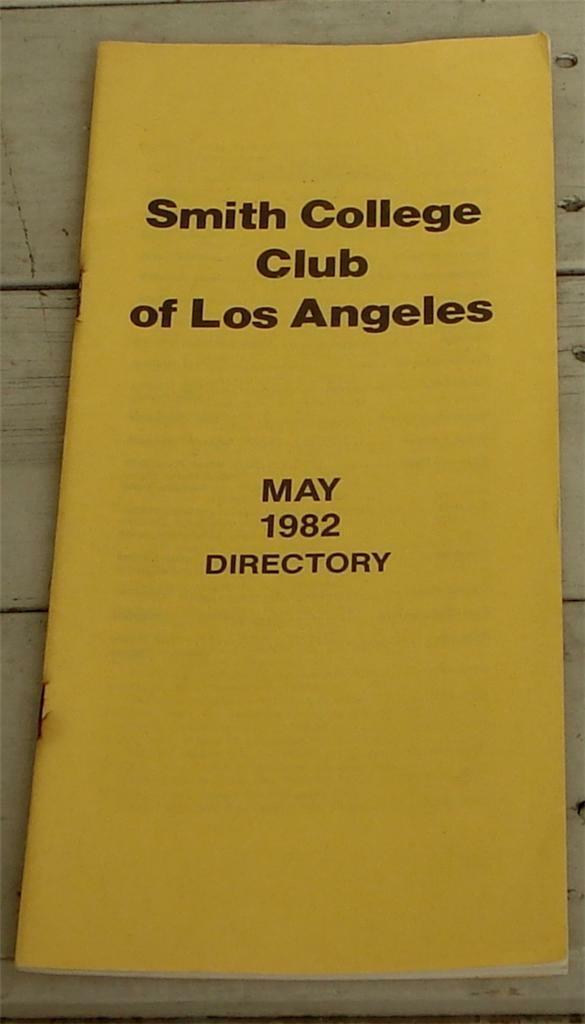 Smith College
Club
of Los Angeles
MAY
1982
DIRECTORY